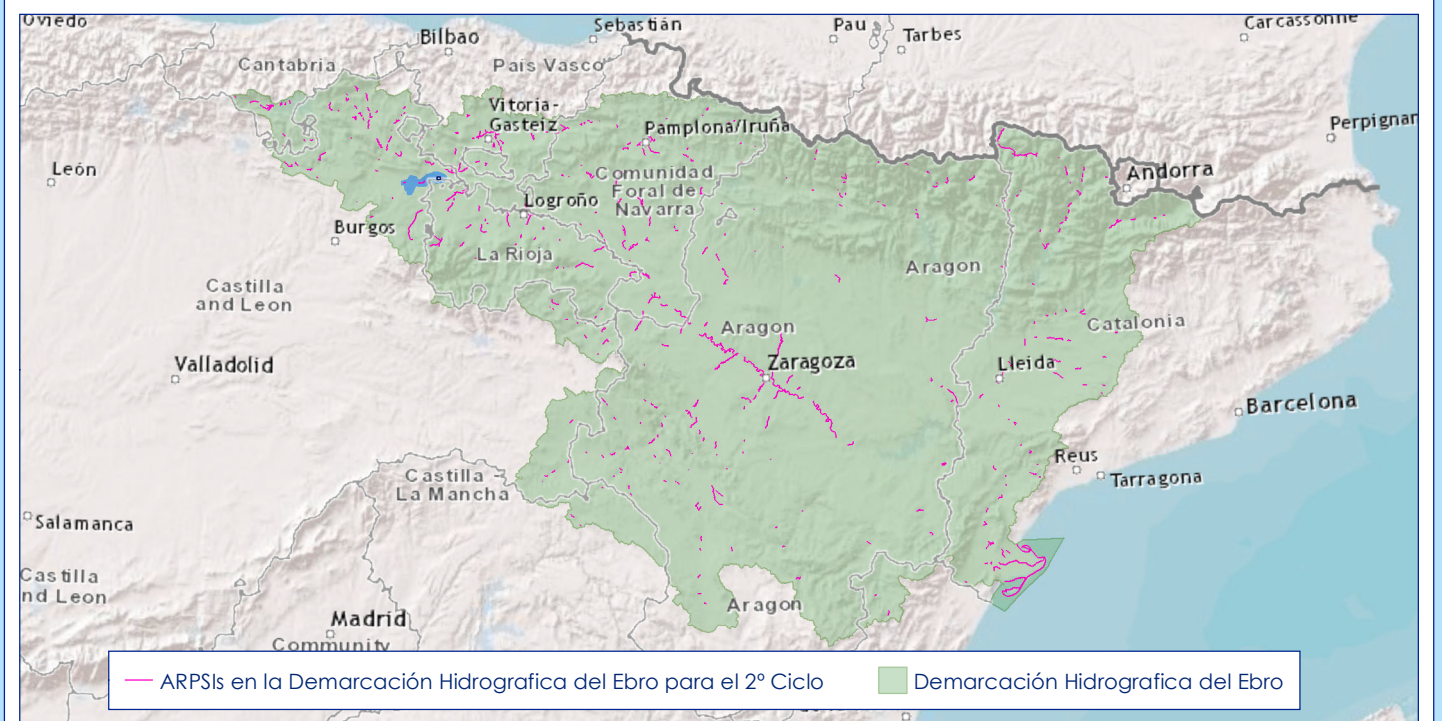 Oviedo
Sebastián
Pau
Carcassonne
Bilbao
Tarbes
Cantabria
Pais Vasco
Vitoria-
Gasteiz
Pamplona/Iruña
Perpignan
León
Comunidad
Foral de
Navarra
Andorra
Logroño
Burgos
La Rioja
Aragon
Castilla
and Leon
Aragon
Catalonia
Valladolid
Zaragoza
Lleida
Barcelona
Castilla
La Mancha
Reus
Tarragona
Salamanca
Castilla
nd Leon
Aragon
Madrid
Community
ARPSIs en la Demarcación Hidrografica del Ebro para el 2º Ciclo
Demarcación Hidrografica del Ebro